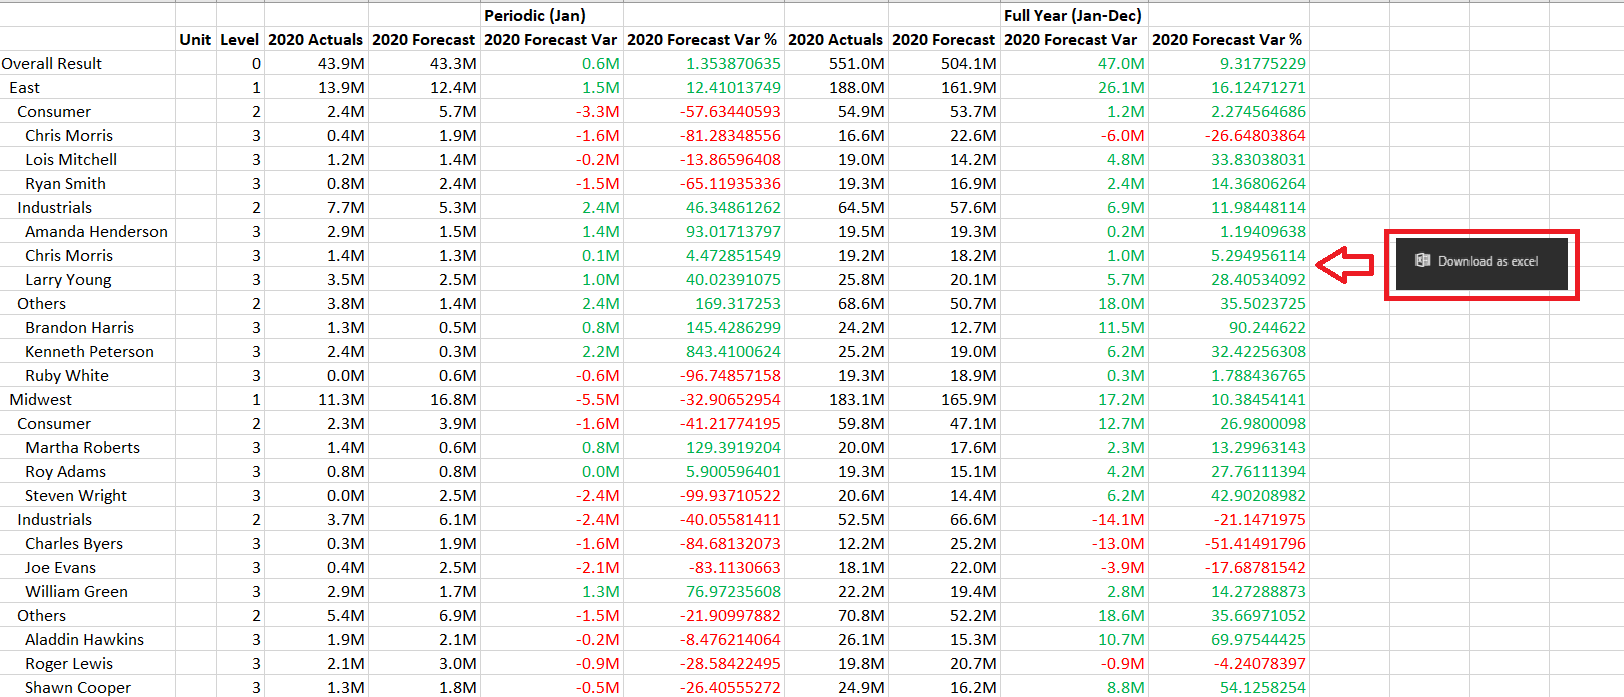 Periodic (Jan) Full Year (Jan-Dec)
Unit Level 2020 Actuals 2020 Forecast 2020 Forecast Var 2020 Forecast Var % 2020 Actuals 2020 Forecast 2020 Forecast Var 2020 Forecast Var %
Overall Result 0 43.9M 43.3M 0.6M 1.353870635 551.0M 504.1M 47.0M 9.31775229
East 1 13.9M 12.4M 1.5M 12.41013749 188.0M 161.9M 26.1M 16.12471271
Consumer 2 2.4M 5.7M -3.3M -57.63440593 54.9M 53.7M 1.2M 2.274564686
Chris Morris 3 0.4M 1.9M -1.6M -81.28348556 16.6M 22.6M -6.0M -26.64803864
Lois Mitchell 3 1.2M 1.4M -0.2M -13.86596408 19.0M 14.2M 4.8M 33.83038031
Ryan Smith 3 0.8M 2.4M -1.5M -65.11935336 19.3M 16.9M 2.4M 14.36806264
Industrials 2 7.7M 5.3M 2.4M 46.34861262 64.5M 57.6M 6.9M 11.98448114
Amanda Henderson 3 2.9M 1.5M 1.4M 93.01713797 19.5M 19.3M 0.2M 1.19409638
Chris Morris 3 1.4M 1.3M 0.1M 4.472851549 19.2M 18.2M 1.0M 5.294956114
Download as excel
Larry Young 3 3.5M 2.5M 1.0M 40.02391075 25.8M 20.1M 5.7M 28.40534092
Others 2 3.8M 1.4M 2.4M 169.317253 68.6M 50.7M 18.0M 35.5023725
Brandon Harris 3 1.3M 0.5M 0.8M 145.4286299 24.2M 12.7M 11.5M 90.244622
Kenneth Peterson 3 2.4M 0.3M 2.2M 843.4100624 25.2M 19.0M 6.2M 32.42256308
Ruby White 3 0.0M 0.6M -0.6M -96.74857158 19.3M 18.9M 0.3M 1.788436765
Midwest 1 11.3M 16.8M -5.5M -32.90652954 183.1M 165.9M 17.2M 10.38454141
Consumer 2 2.3M 3.9M -1.6M -41.21774195 59.8M 47.1M 12.7M 26.9800098
Martha Roberts 3 1.4M 0.6M 0.8M 129.3919204 20.0M 17.6M 2.3M 13.29963143
Roy Adams 3 0.8M 0.8M 0.0M 5.900596401 19.3M 15.1M 4.2M 27.76111394
Steven Wright 3 0.0M 2.5M -2.4M -99.93710522 20.6M 14.4M 6.2M 42.90208982
Industrials 2 3.7M 6.1M -2.4M -40.05581411 52.5M 66.6M -14.1M -21.1471975
Charles Byers 3 0.3M 1.9M -1.6M -84.68132073 12.2M 25.2M -13.0M -51.41491796
Joe Evans 3 0.4M 2.5M -2.1M -83.1130663 18.1M 22.0M -3.9M -17.68781542
William Green 3 2.9M 1.7M 1.3M 76.97235608 22.2M 19.4M 2.8M 14.27288873
Others 2 5.4M 6.9M -1.5M -21.90997882 70.8M 52.2M 18.6M 35.66971052
Aladdin Hawkins 3 1.9M 2.1M -0.2M -8.476214064 26.1M 15.3M 10.7M 69.97544425
Roger Lewis 3 2.1M 3.0M -0.9M -28.58422495 19.8M 20.7M -0.9M -4.24078397
Shawn Cooper 3 1.3M 1.8M -0.5M -26.40555272 24.9M 16.2M 8.8M 54.1258254